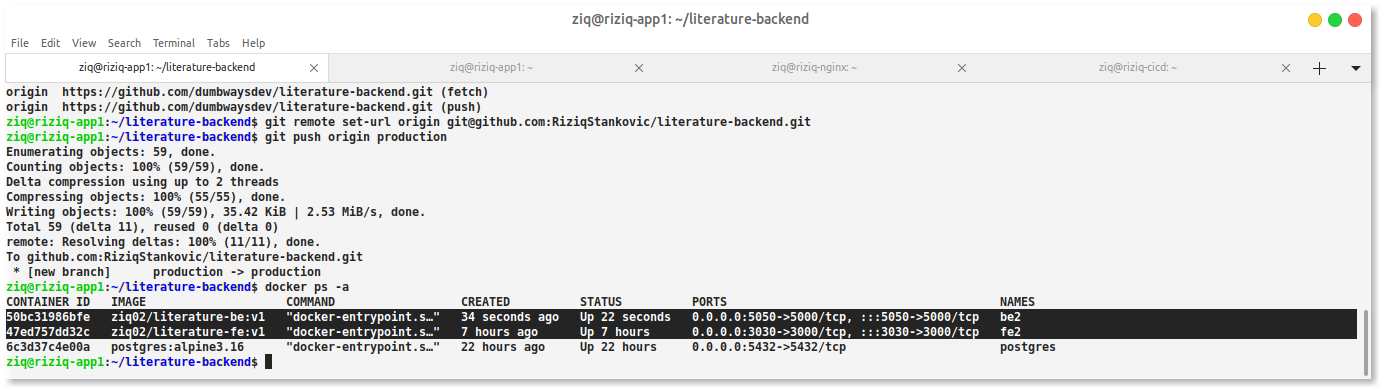 ziq@riziq-app1: ~/literature-backend
File Edit View Search Terminal Tabs Help
ziq@riziq-app1: ~/literature-backend ziq@riziq-app1: ~ ziq@riziq-nginx: ~ ziq@riziq-cicd: ~
origin  https://github.com/dumbwaysdev/literature-backend.git (fetch)
origin  https://github.com/dumbwaysdev/literature-backend.git (push)
ziq@riziq-app1:~/literature-backend$ git remote set-url origin git@github.com:RiziqStankovic/literature-backend.git
ziq@riziq-app1:~/literature-backend$ git push origin production
Enumerating objects: 59, done.
Counting objects: 100% (59/59), done.
Delta compression using up to 2 threads
Compressing objects: 100% (55/55), done.
Writing objects: 100% (59/59), 35.42 KiB | 2.53 MiB/s, done.
Total 59 (delta 11), reused 0 (delta 0)
remote: Resolving deltas: 100% (11/11), done.
To github.com:RiziqStankovic/literature-backend.git
 * [new branch]      production -> production
ziq@riziq-app1:~/literature-backend$ docker ps -a
CONTAINER ID   IMAGE                    COMMAND                  CREATED          STATUS          PORTS                                       NAMES
50bc31986bfe   ziq02/literature-be:v1   "docker-entrypoint.s…"   34 seconds ago   Up 22 seconds   0.0.0.0:5050->5000/tcp, :::5050->5000/tcp   be2
47ed757dd32c   ziq02/literature-fe:v1   "docker-entrypoint.s…"   7 hours ago      Up 7 hours      0.0.0.0:3030->3000/tcp, :::3030->3000/tcp   fe2
6c3d37c4e00a   postgres:alpine3.16      "docker-entrypoint.s…"   22 hours ago     Up 22 hours     0.0.0.0:5432->5432/tcp                      postgres
ziq@riziq-app1:~/literature-backend$